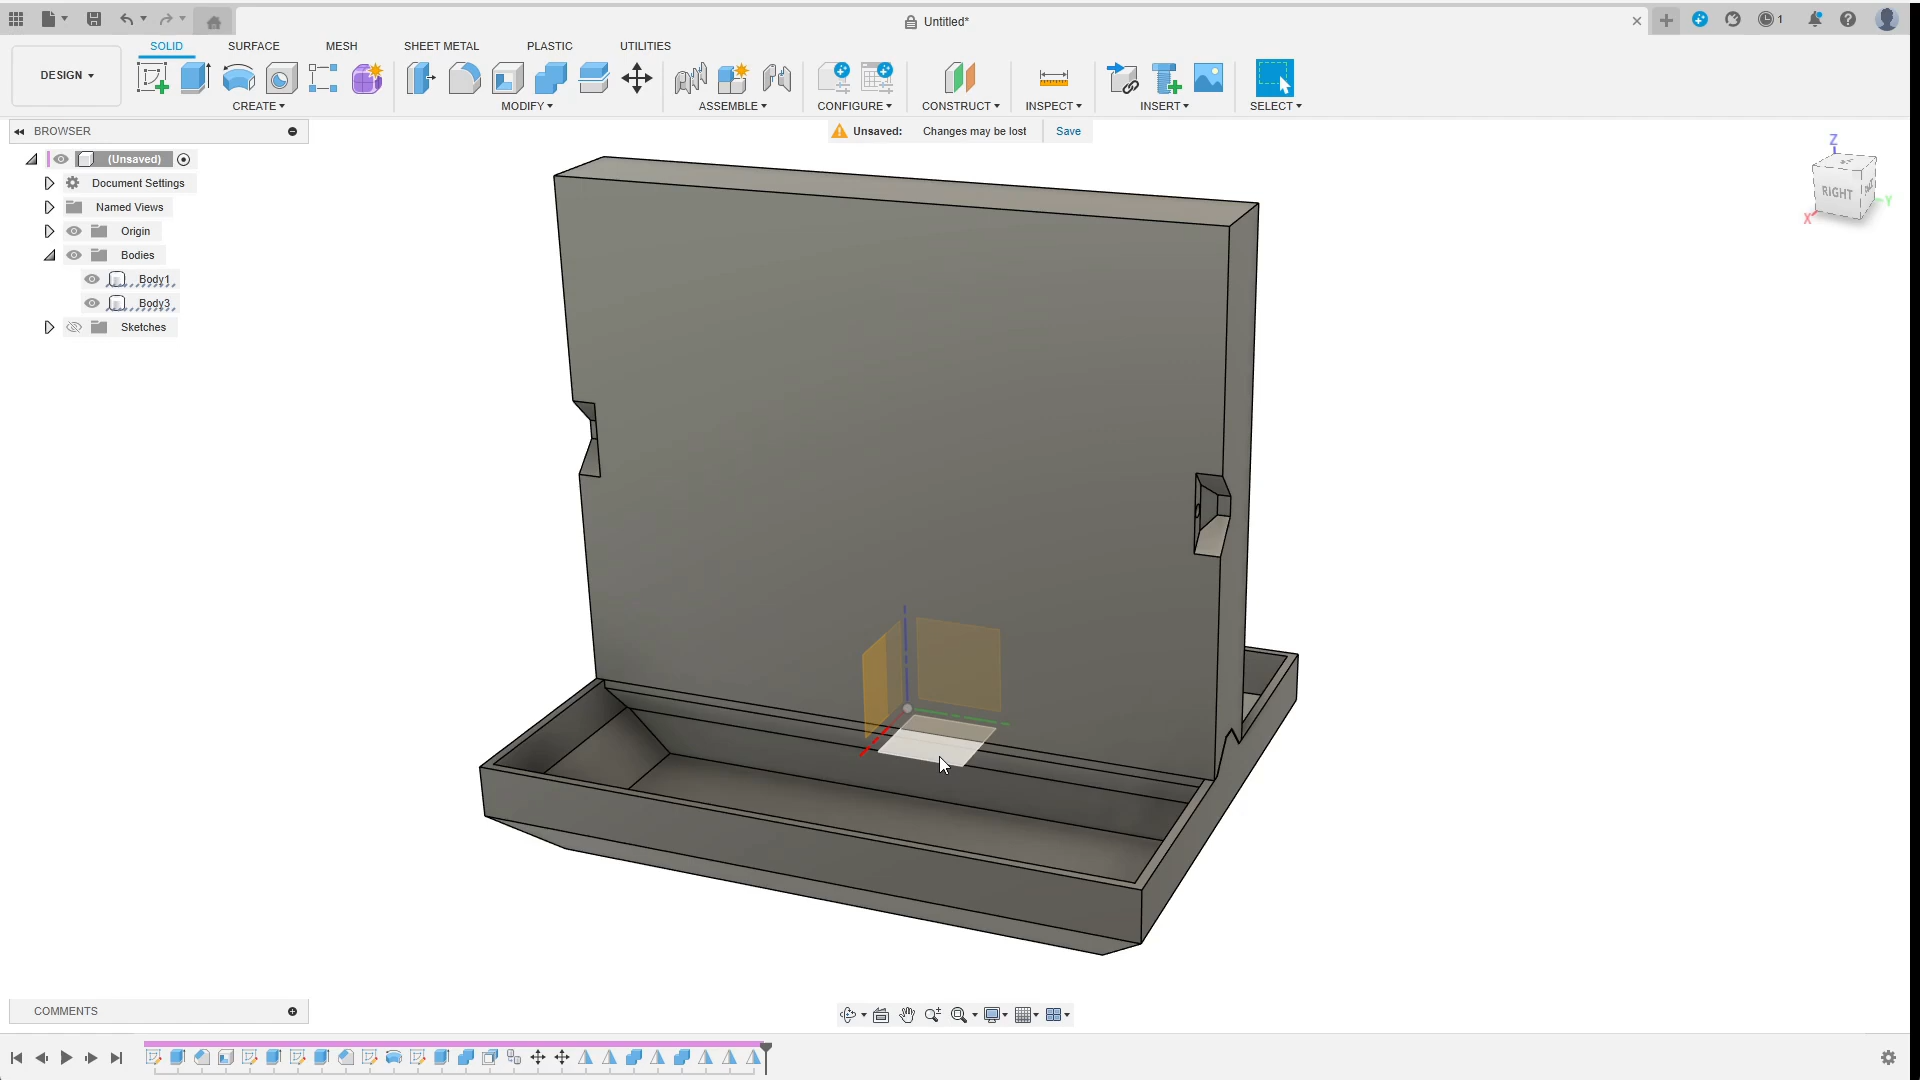 Untitled*
1
DESIGN
SOLID SURFACE MESH SHEET METAL PLASTIC UTILITIES
CREATE MODIFY ASSEMBLE CONFIGURE CONSTRUCT INSPECT INSERT SELECT
BROWSER
Unsaved: Changes may be lost Save
(Unsaved)
Document Settings
Named Views
Origin
Bodies
Body1
Body3
Sketches
Z
RIGHT
Y
X
COMMENTS